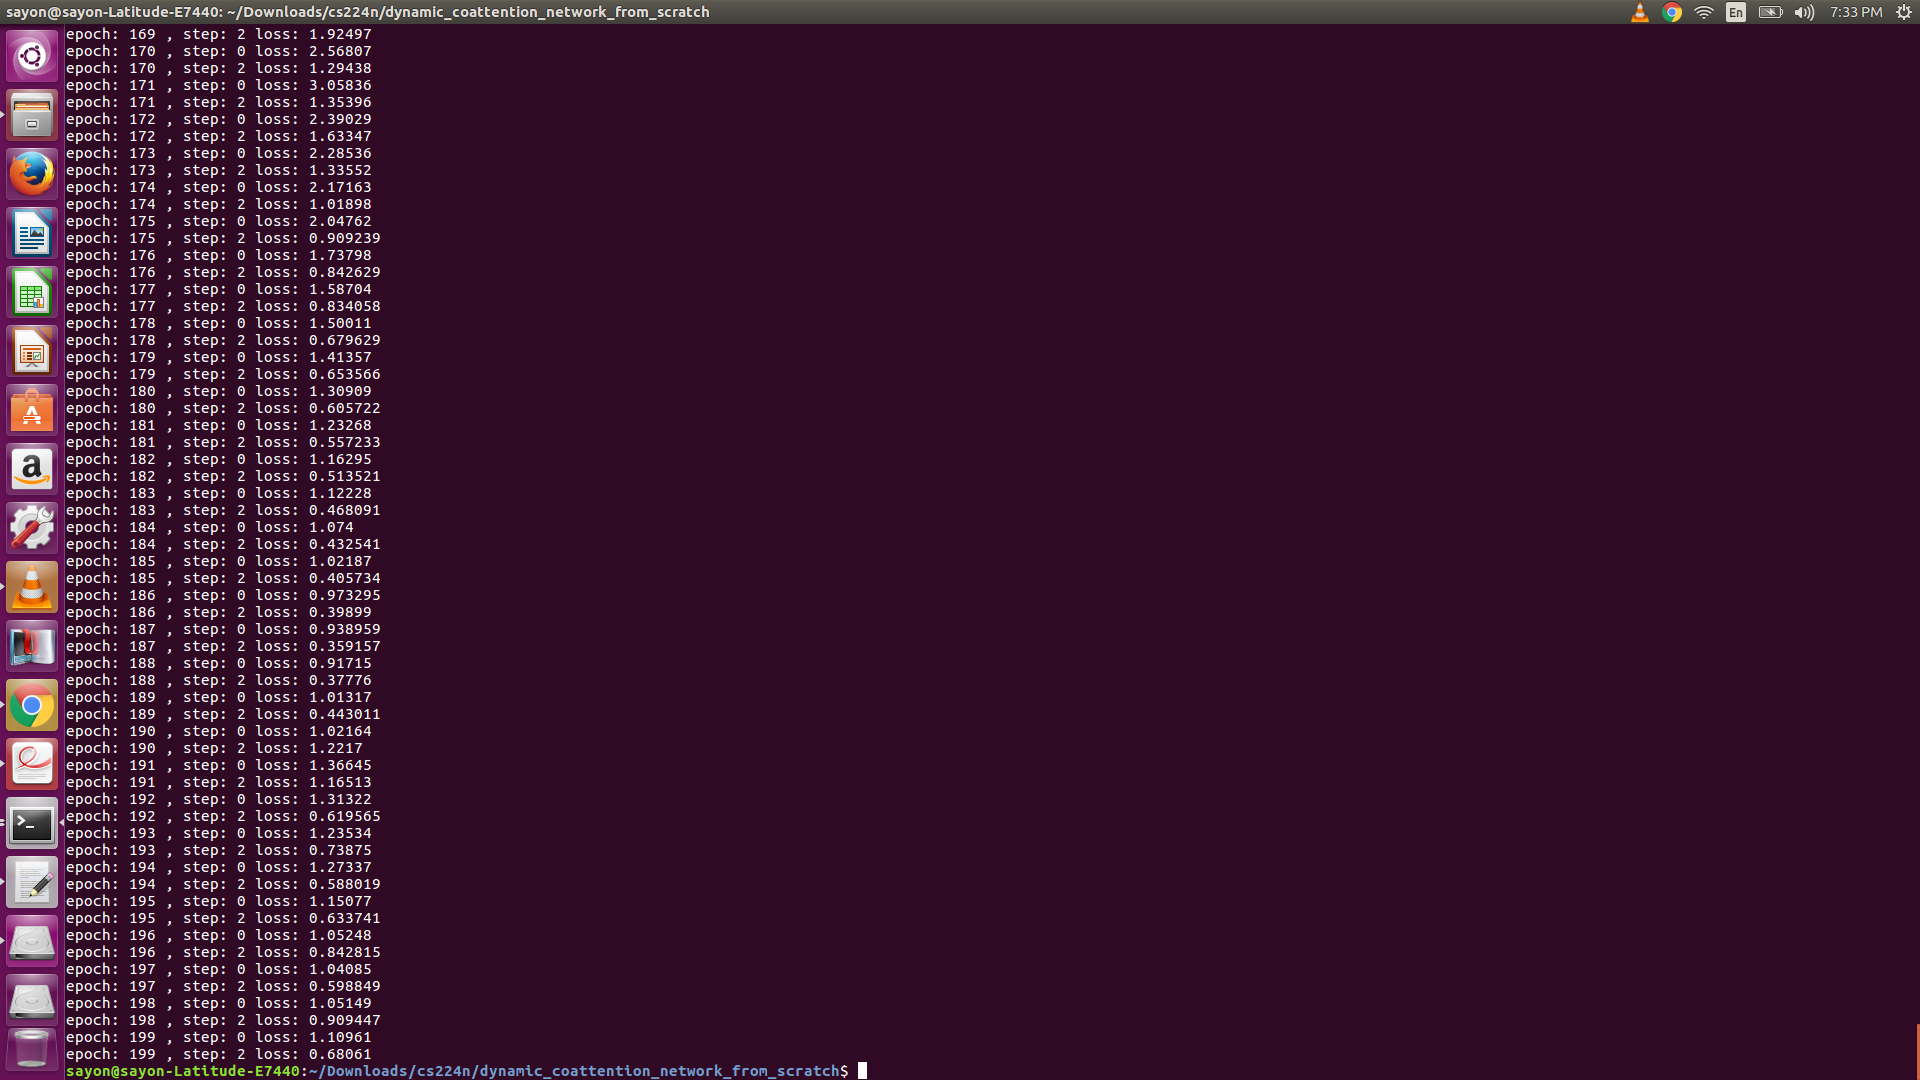 sayon@sayon-Latitude-E7440: ~/Downloads/cs224n/dynamic_coattention_network_from_scratch
En
7:33 PM
epoch: 169 , step: 2 loss: 1.92497
epoch: 170 , step: 0 loss: 2.56807
epoch: 170 , step: 2 loss: 1.29438
epoch: 171 , step: 0 loss: 3.05836
epoch: 171 , step: 2 loss: 1.35396
epoch: 172 , step: 0 loss: 2.39029
epoch: 172 , step: 2 loss: 1.63347
epoch: 173 , step: 0 loss: 2.28536
epoch: 173 , step: 2 loss: 1.33552
epoch: 174 , step: 0 loss: 2.17163
epoch: 174 , step: 2 loss: 1.01898
epoch: 175 , step: 0 loss: 2.04762
epoch: 175 , step: 2 loss: 0.909239
epoch: 176 , step: 0 loss: 1.73798
epoch: 176 , step: 2 loss: 0.842629
epoch: 177 , step: 0 loss: 1.58704
epoch: 177 , step: 2 loss: 0.834058
epoch: 178 , step: 0 loss: 1.50011
epoch: 178 , step: 2 loss: 0.679629
epoch: 179 , step: 0 loss: 1.41357
epoch: 179 , step: 2 loss: 0.653566
epoch: 180 , step: 0 loss: 1.30909
epoch: 180 , step: 2 loss: 0.605722
epoch: 181 , step: 0 loss: 1.23268
epoch: 181 , step: 2 loss: 0.557233
epoch: 182 , step: 0 loss: 1.16295
epoch: 182 , step: 2 loss: 0.513521
epoch: 183 , step: 0 loss: 1.12228
epoch: 183 , step: 2 loss: 0.468091
epoch: 184 , step: 0 loss: 1.074
epoch: 184 , step: 2 loss: 0.432541
epoch: 185 , step: 0 loss: 1.02187
epoch: 185 , step: 2 loss: 0.405734
epoch: 186 , step: 0 loss: 0.973295
epoch: 186 , step: 2 loss: 0.39899
epoch: 187 , step: 0 loss: 0.938959
epoch: 187 , step: 2 loss: 0.359157
epoch: 188 , step: 0 loss: 0.91715
epoch: 188 , step: 2 loss: 0.37776
epoch: 189 , step: 0 loss: 1.01317
epoch: 189 , step: 2 loss: 0.443011
epoch: 190 , step: 0 loss: 1.02164
epoch: 190 , step: 2 loss: 1.2217
epoch: 191 , step: 0 loss: 1.36645
epoch: 191 , step: 2 loss: 1.16513
epoch: 192 , step: 0 loss: 1.31322
epoch: 192 , step: 2 loss: 0.619565
epoch: 193 , step: 0 loss: 1.23534
epoch: 193 , step: 2 loss: 0.73875
epoch: 194 , step: 0 loss: 1.27337
epoch: 194 , step: 2 loss: 0.588019
epoch: 195 , step: 0 loss: 1.15077
epoch: 195 , step: 2 loss: 0.633741
epoch: 196 , step: 0 loss: 1.05248
epoch: 196 , step: 2 loss: 0.842815
epoch: 197 , step: 0 loss: 1.04085
epoch: 197 , step: 2 loss: 0.598849
epoch: 198 , step: 0 loss: 1.05149
epoch: 198 , step: 2 loss: 0.909447
epoch: 199 , step: 0 loss: 1.10961
epoch: 199 , step: 2 loss: 0.68061
sayon@sayon-Latitude-E7440:~/Downloads/cs224n/dynamic_coattention_network_from_scratch$